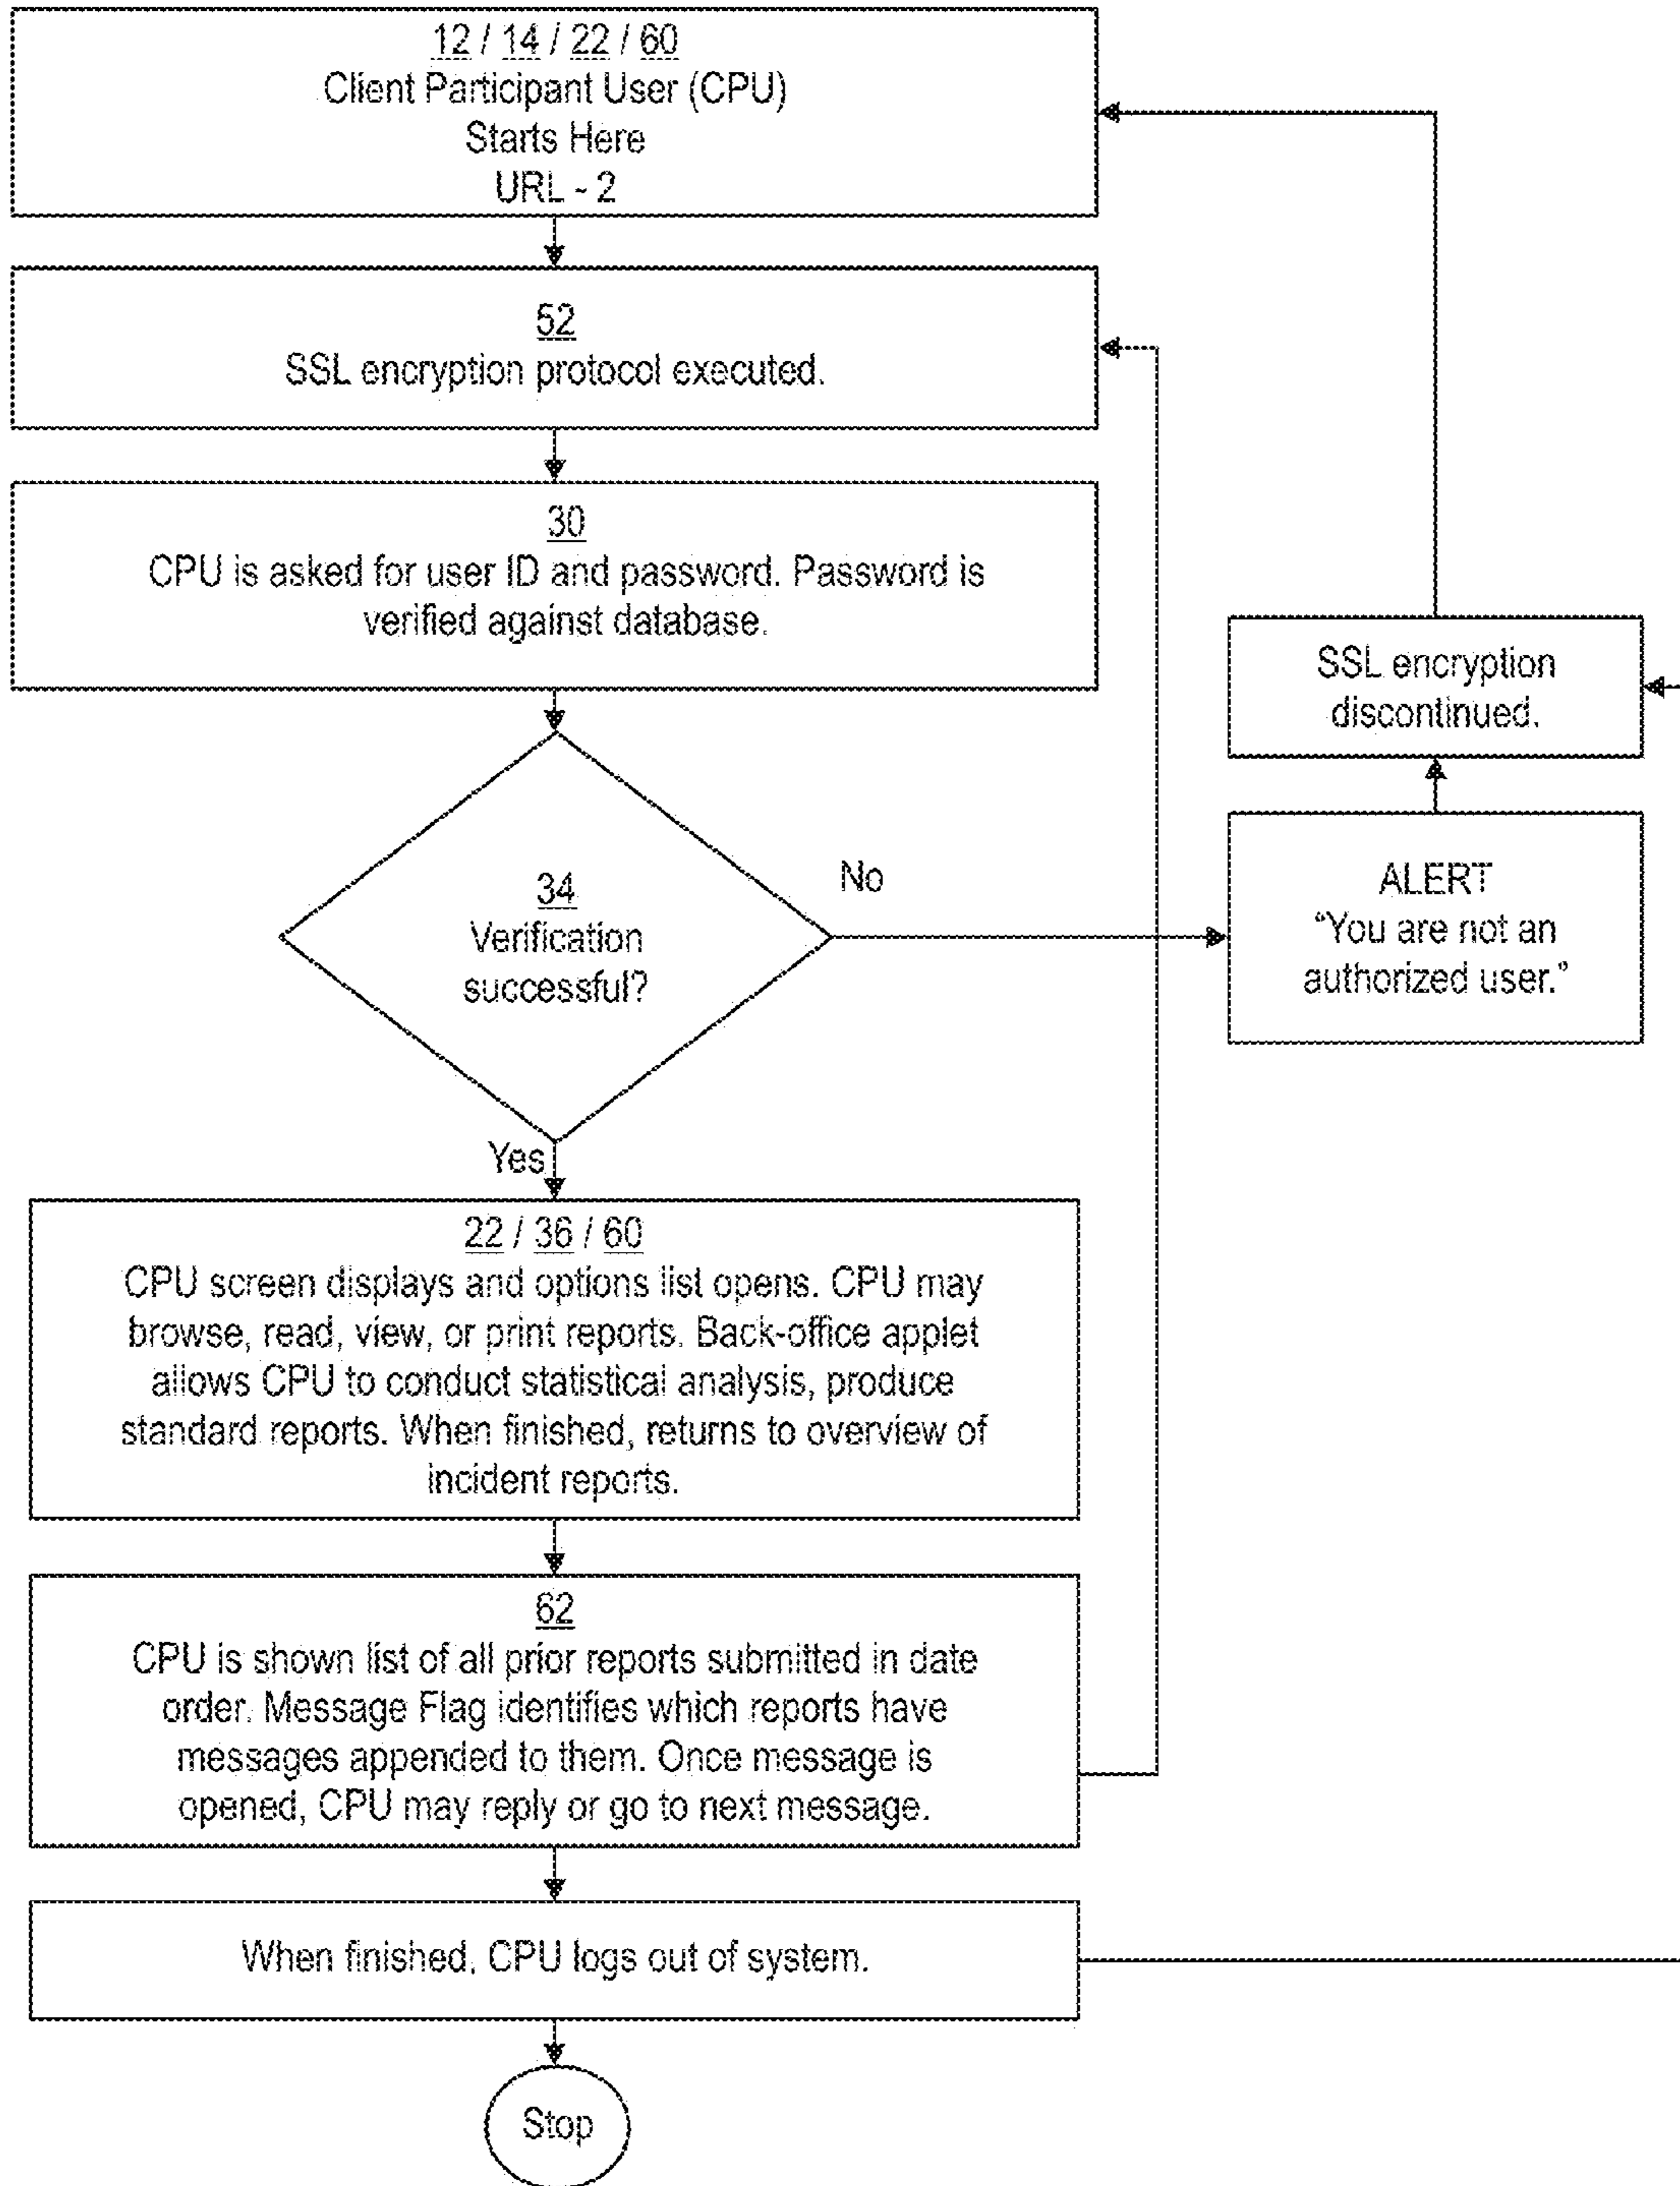 12 / 14 / 22 / 60
Client Participant User (CPU)
Starts Here
URL - 2
52
SSL encryption protocol executed.
30
CPU is asked for user ID and password. Password is
verified against database.
SSL encryption
discontinued.
34
Verification
successful?
No
ALERT
“You are not an
authorized user.”
Yes
22 / 36 / 60
CPU screen displays and options list opens. CPU may
browse, read, view, or print reports. Back-office applet
allows CPU to conduct statistical analysis, produce
standard reports. When finished, returns to overview of
incident reports.
62
CPU is shown list of all prior reports submitted in date
order. Message Flag identifies which reports have
messages appended to them. Once message is
opened, CPU may reply or go to next message.
When finished, CPU logs out of system.
Stop